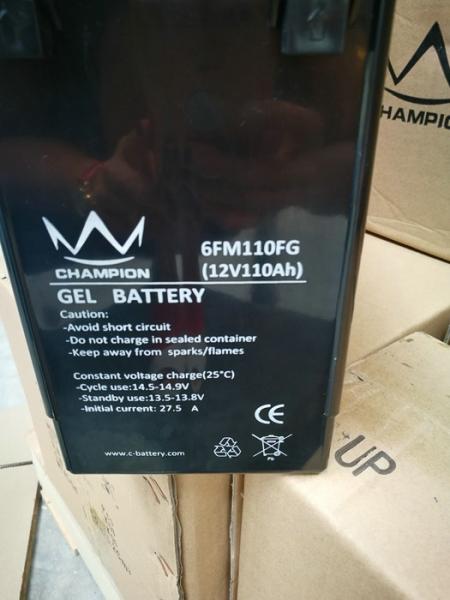 HAMPIO
CHAMPION
6FM110FG
(12V110Ah)
GEL BATTERY
Caution:
-Avoid short circuit
-Do not charge in sealed container
-Keep away from sparks/flames
Constant voltage charge(25°C)
-Cycle use:14.5-14.9V
-Standby use:13.5-13.8V
-Initial current: 27.5 A
CE
www.c-battery.com
Pb
UP